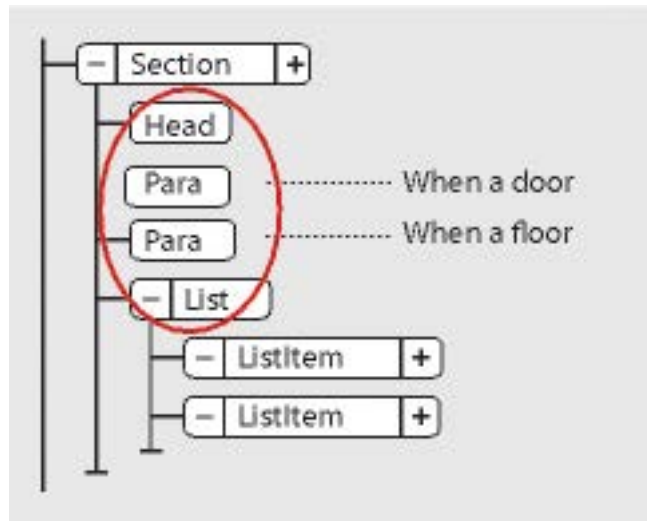 − Section +
Head
Para When a door
Para When a floor
− List
− ListItem +
− ListItem +